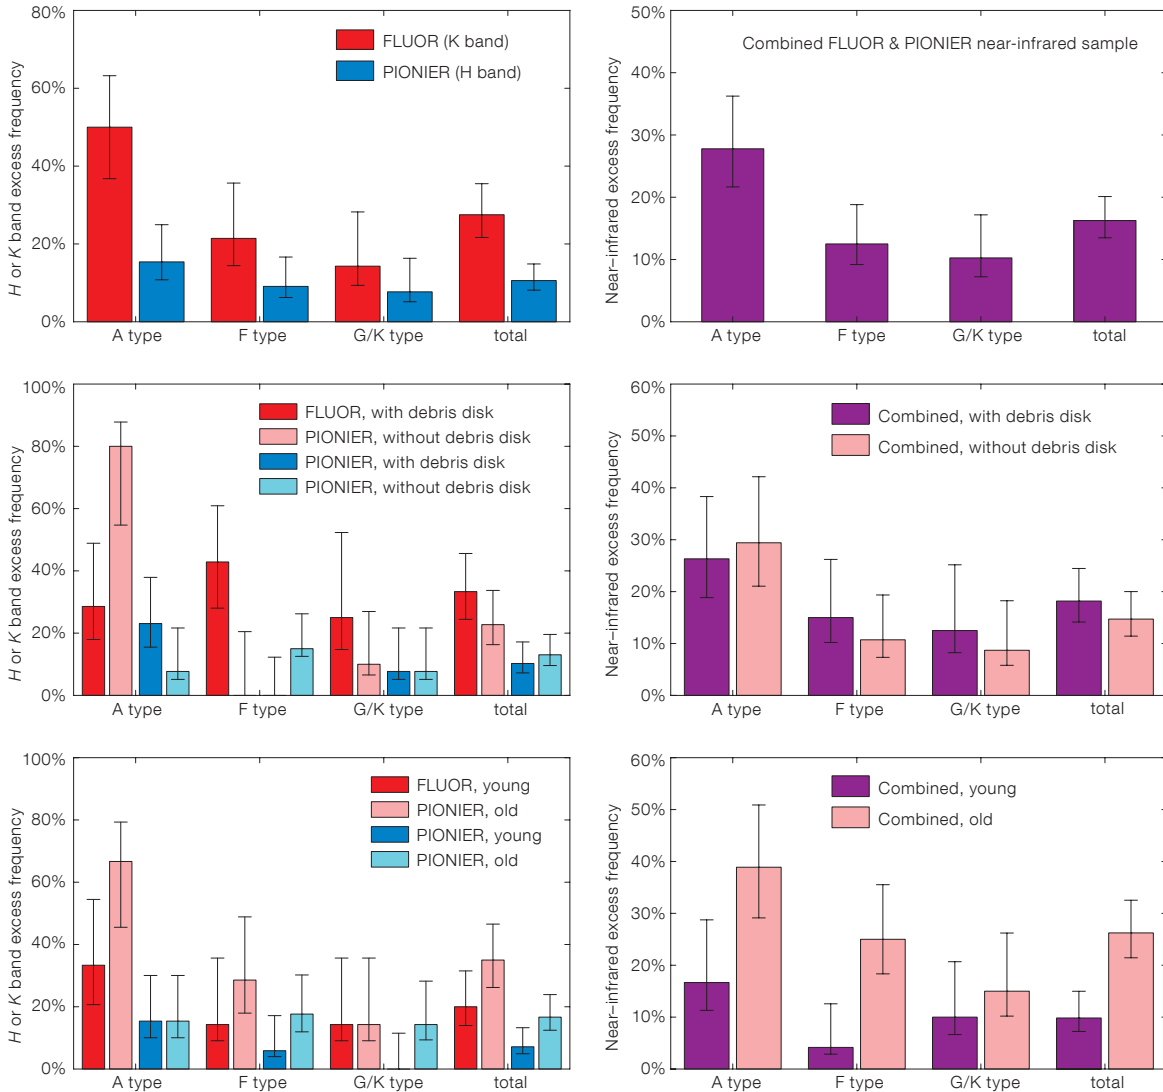 H or K band excess frequency
80%
60%
40%
20%
0%
FLUOR (K band)
PIONIER (H band)
A type
F type
G/K type
total
Near–infrared excess frequency
50%
40%
30%
20%
10%
0%
Combined FLUOR & PIONIER near-infrared sample
A type
F type
G/K type
total
H or K band excess frequency
100%
80%
60%
40%
20%
0%
FLUOR, with debris disk
PIONIER, without debris disk
PIONIER, with debris disk
PIONIER, without debris disk
A type
F type
G/K type
total
Near–infrared excess frequency
60%
50%
40%
30%
20%
10%
0%
Combined, with debris disk
Combined, without debris disk
A type
F type
G/K type
total
H or K band excess frequency
100%
80%
60%
40%
20%
0%
FLUOR, young
PIONIER, old
PIONIER, young
PIONIER, old
A type
F type
G/K type
total
Near–infrared excess frequency
60%
50%
40%
30%
20%
10%
0%
Combined, young
Combined, old
A type
F type
G/K type
total